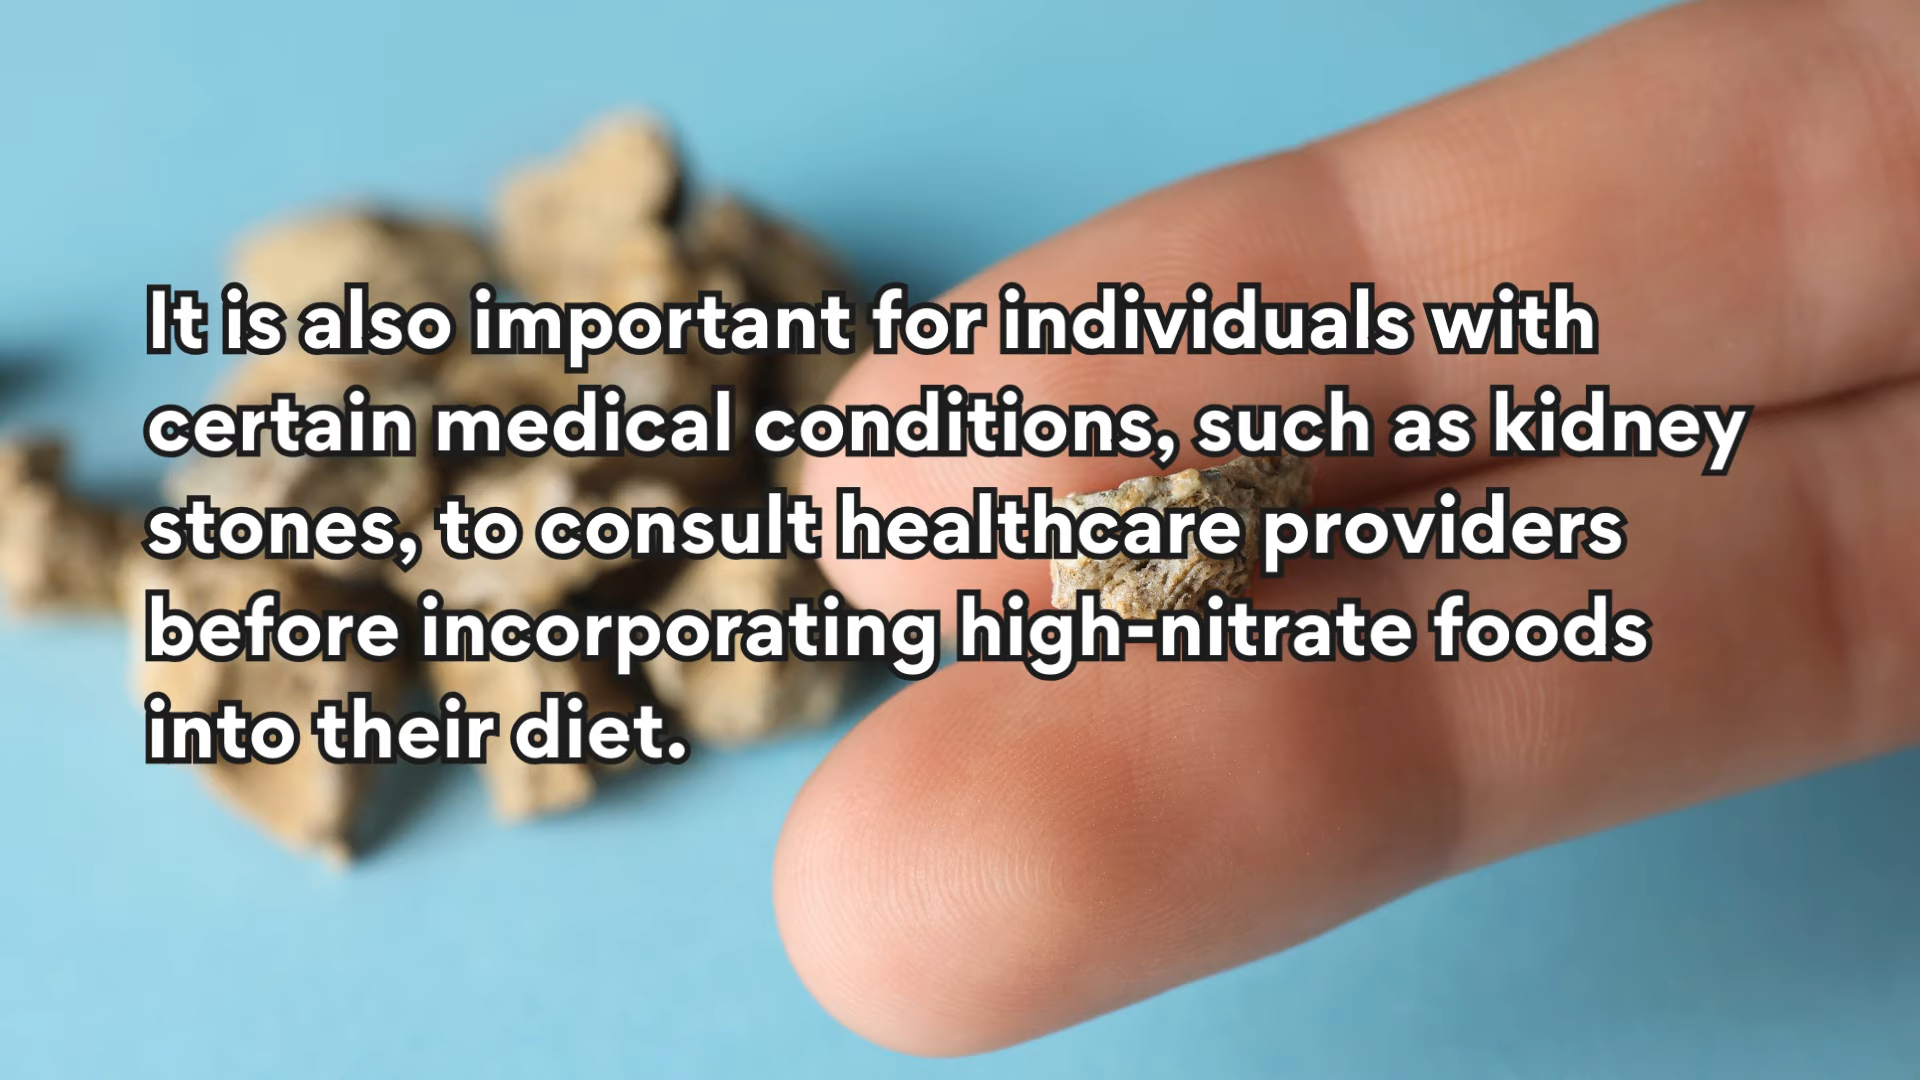 It is also important for individuals with
certain medical conditions, such as kidney
stones, to consult healthcare providers
before incorporating high-nitrate foods
into their diet.